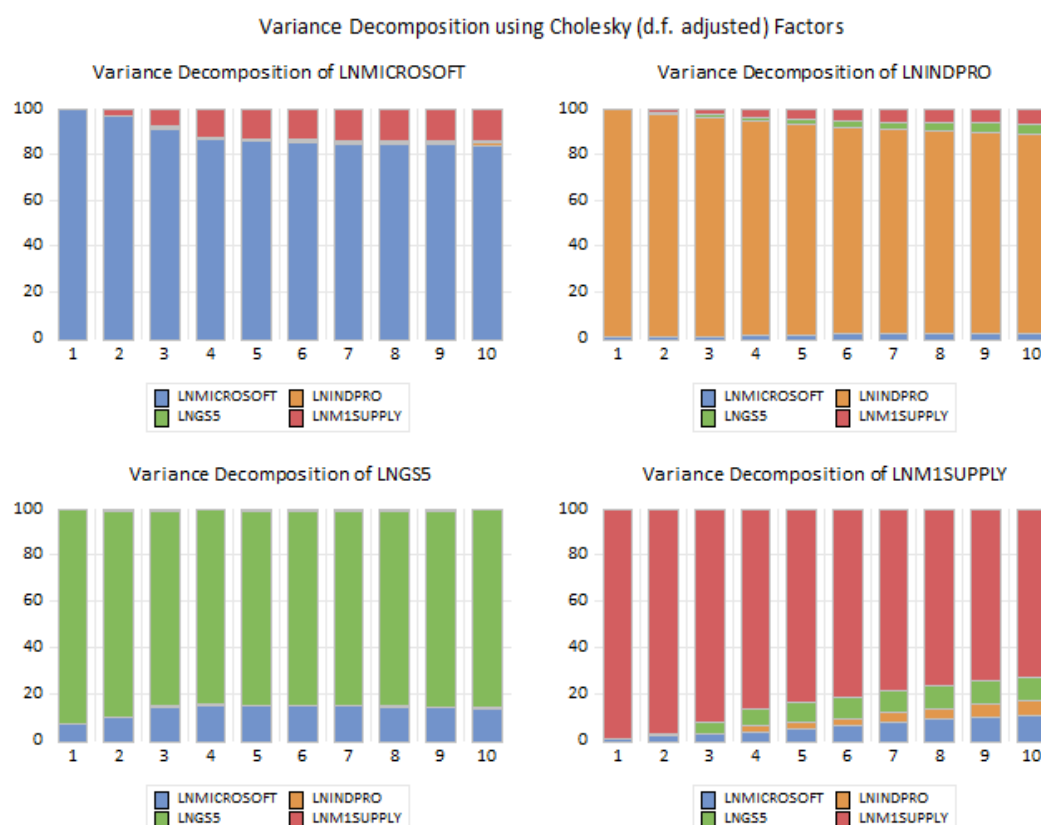 Variance Decomposition using Cholesky (d.f. adjusted) Factors
Variance Decomposition of LNMICROSOFT
100
80
60
40
20
0
1 2 3 4 5 6 7 8 9 10
LNMICROSOFT LNINDPRO
LNGS5 LNM1SUPPLY
Variance Decomposition of LNINDPRO
100
80
60
40
20
0
1 2 3 4 5 6 7 8 9 10
LNMICROSOFT LNINDPRO
LNGS5 LNM1SUPPLY
Variance Decomposition of LNGS5
100
80
60
40
20
0
1 2 3 4 5 6 7 8 9 10
LNMICROSOFT LNINDPRO
LNGS5 LNM1SUPPLY
Variance Decomposition of LNM1SUPPLY
100
80
60
40
20
0
1 2 3 4 5 6 7 8 9 10
LNMICROSOFT LNINDPRO
LNGS5 LNM1SUPPLY